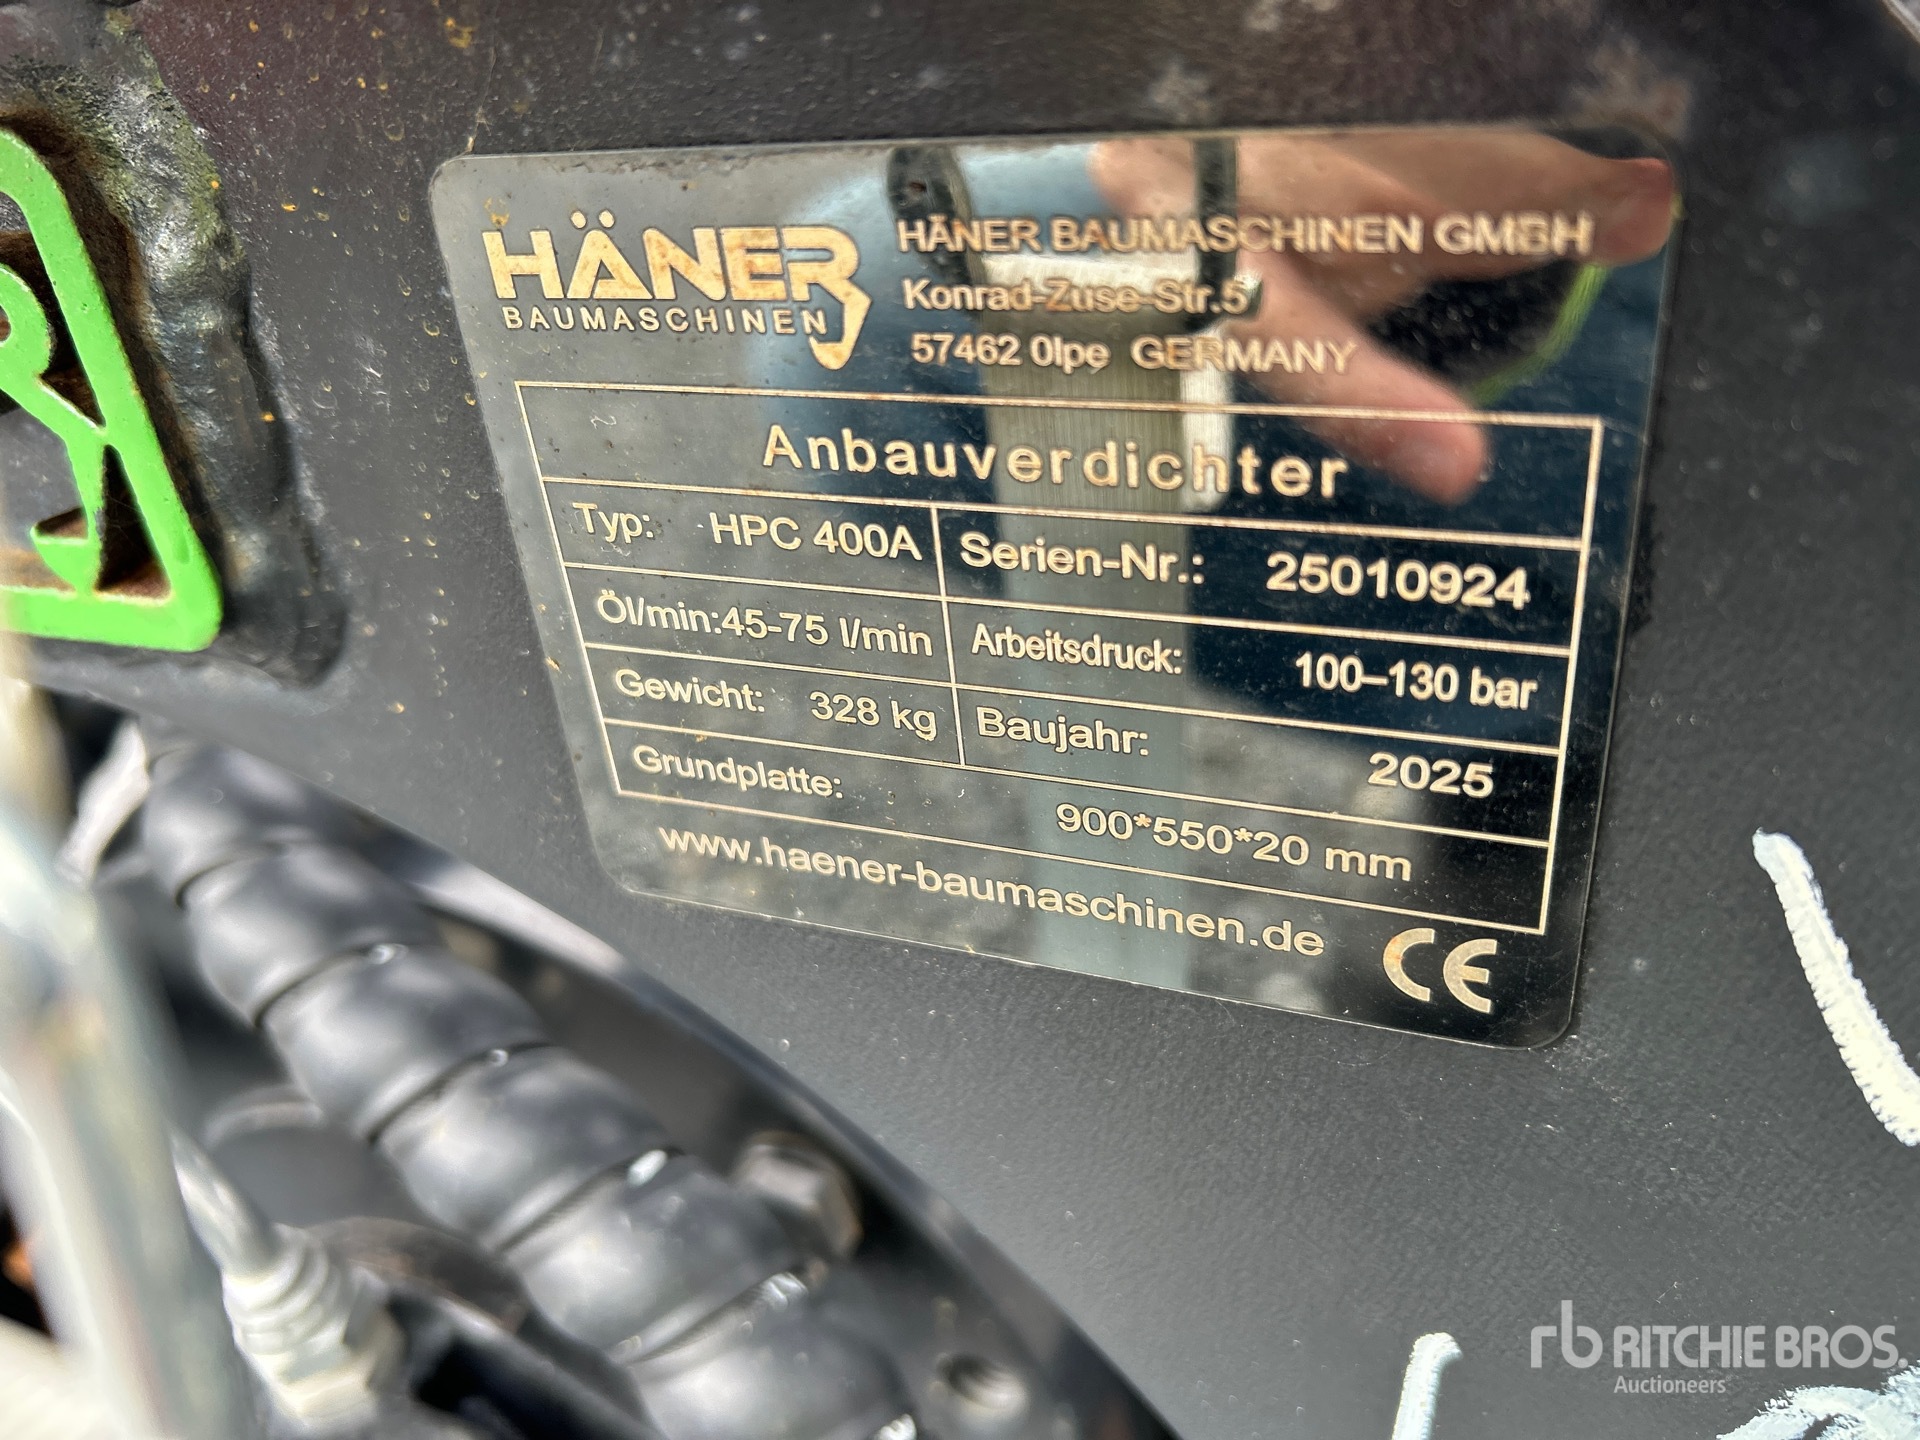 HÄNER
BAUMASCHINEN
HÄNER BAUMASCHINEN GMBH
Konrad-Zuse-Str.5
57462 Olpe GERMANY
Anbauverdichter
Typ: HPC 400A
Serien-Nr.: 25010924
Öl/min:45-75 l/min
Arbeitsdruck: 100-130 bar
Gewicht: 328 kg
Baujahr: 2025
Grundplatte: 900*550*20 mm
www.haener-baumaschinen.de
CE
R
rb RITCHIE BROS.
Auctioneers